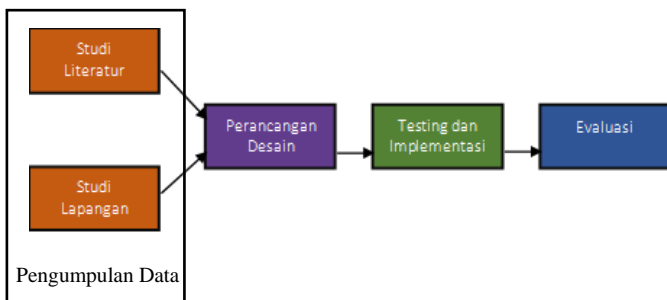 Studi
Literatur
Perancangan
Desain
Testing dan
Implementasi
Evaluasi
Studi
Lapangan
Pengumpulan Data